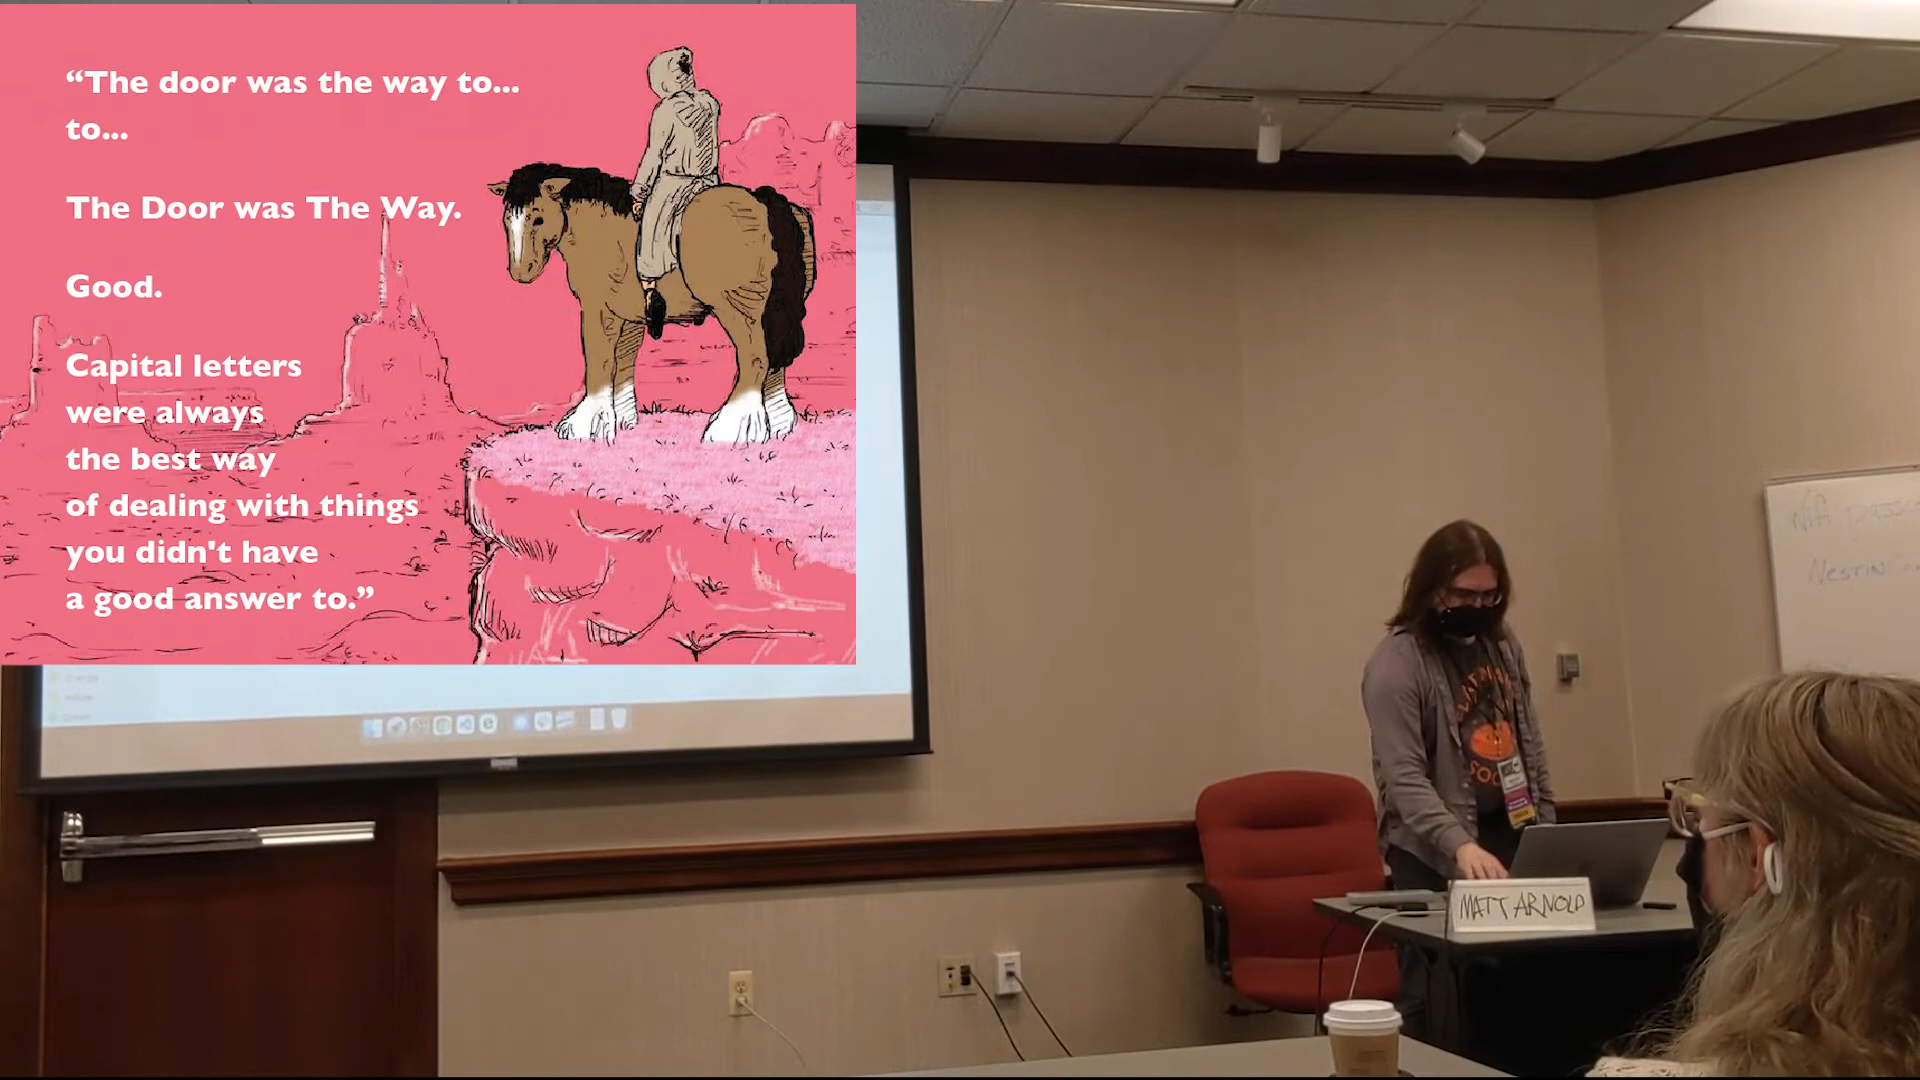 “The door was the way to...
to...
The Door was The Way.
Good.
Capital letters
were always
the best way
of dealing with things
you didn't have
a good answer to.”
MATT ARNOLD